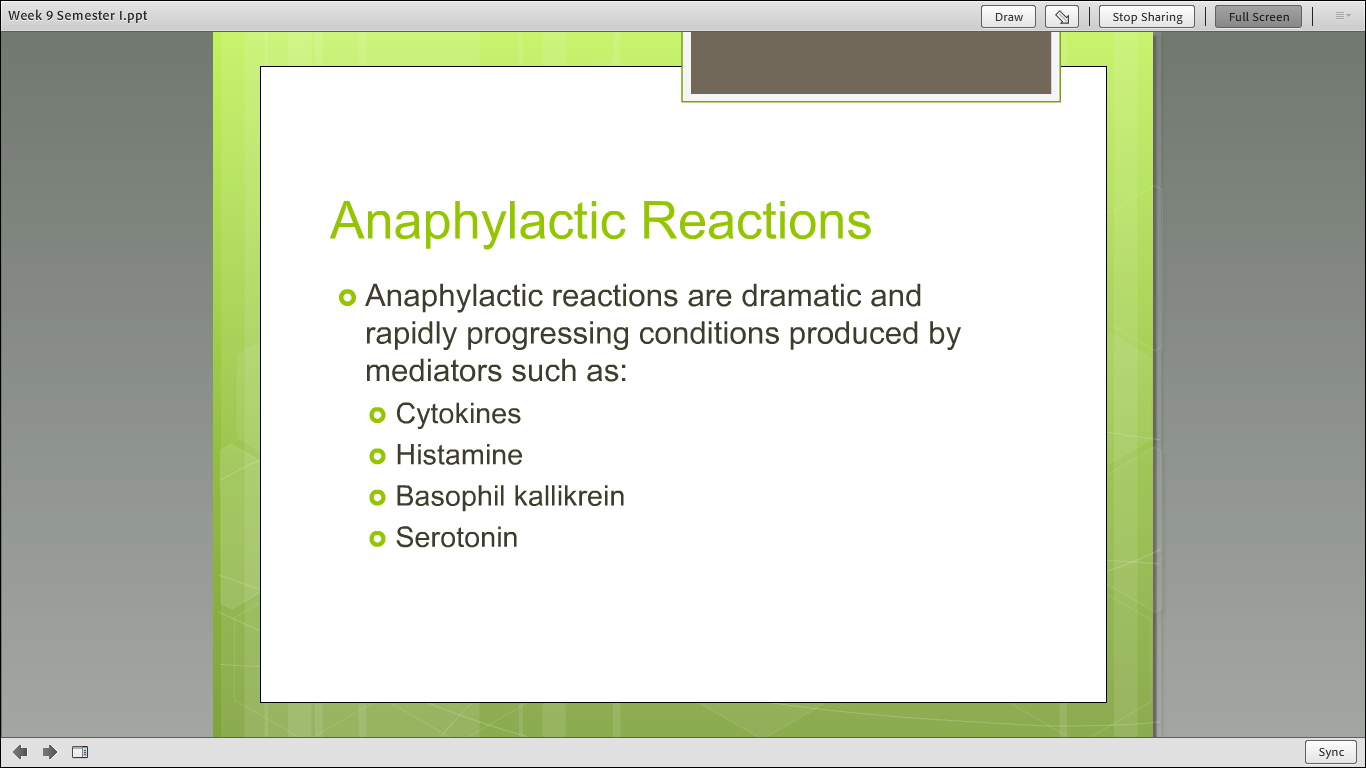 Week 9 Semester I.ppt
Draw
Stop Sharing
Full Screen
Anaphylactic Reactions
Anaphylactic reactions are dramatic and
rapidly progressing conditions produced by
mediators such as:
Cytokines
Histamine
Basophil kallikrein
Serotonin
Sync